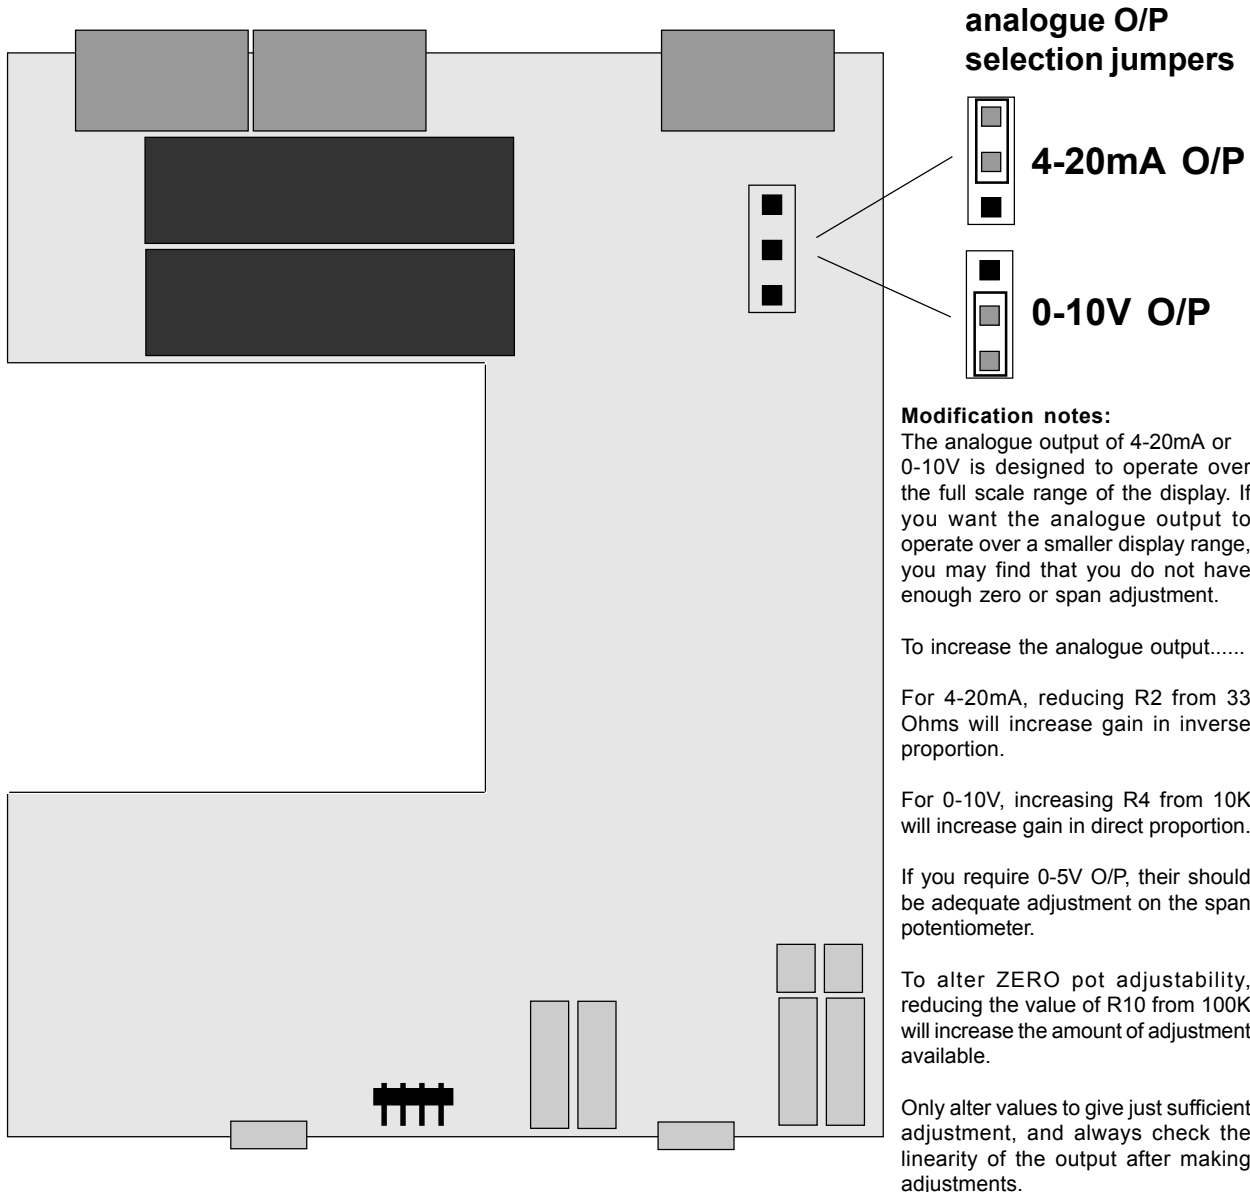 analogue O/P
selection jumpers
4-20mA O/P
0-10V O/P
Modification notes:
The analogue output of 4-20mA or
0-10V is designed to operate over
the full scale range of the display. If
you want the analogue output to
operate over a smaller display range,
you may find that you do not have
enough zero or span adjustment.
To increase the analogue output......
For 4-20mA, reducing R2 from 33
Ohms will increase gain in inverse
proportion.
For 0-10V, increasing R4 from 10K
will increase gain in direct proportion.
If you require 0-5V O/P, their should
be adequate adjustment on the span
potentiometer.
To alter ZERO pot adjustability,
reducing the value of R10 from 100K
will increase the amount of adjustment
available.
Only alter values to give just sufficient
adjustment, and always check the
linearity of the output after making
adjustments.